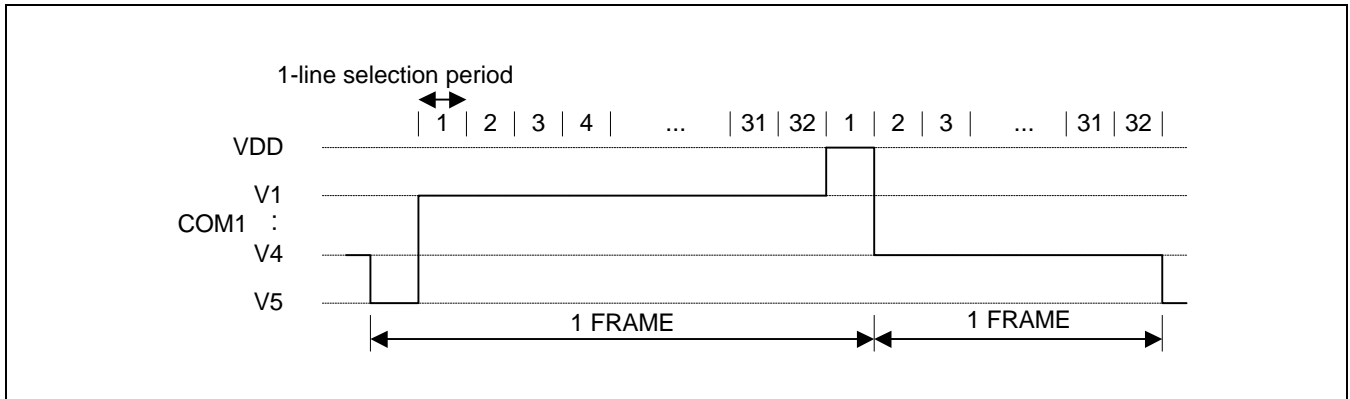 1-line selection period
| 1 | 2 | 3 | 4 | ... | 31 | 32 | 1 | 2 | 3 | ... | 31 | 32 |
VDD
V1
COM1 :
V4
V5
1 FRAME 1 FRAME